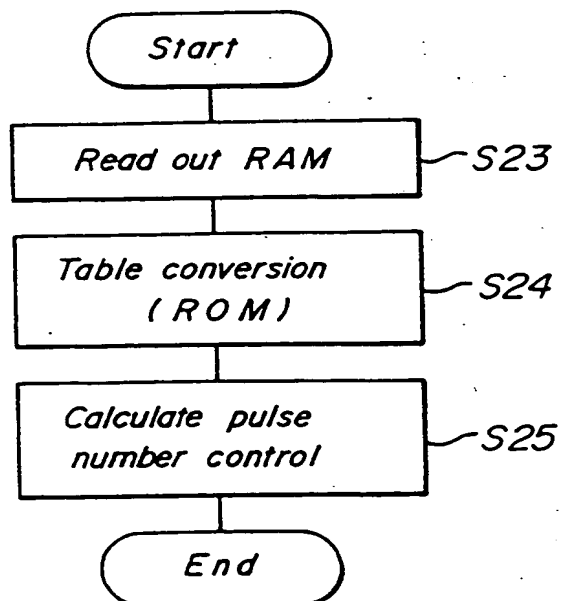 Start
Read out RAM
S23
Table conversion
(ROM)
S24
Calculate pulse
number control
S25
End